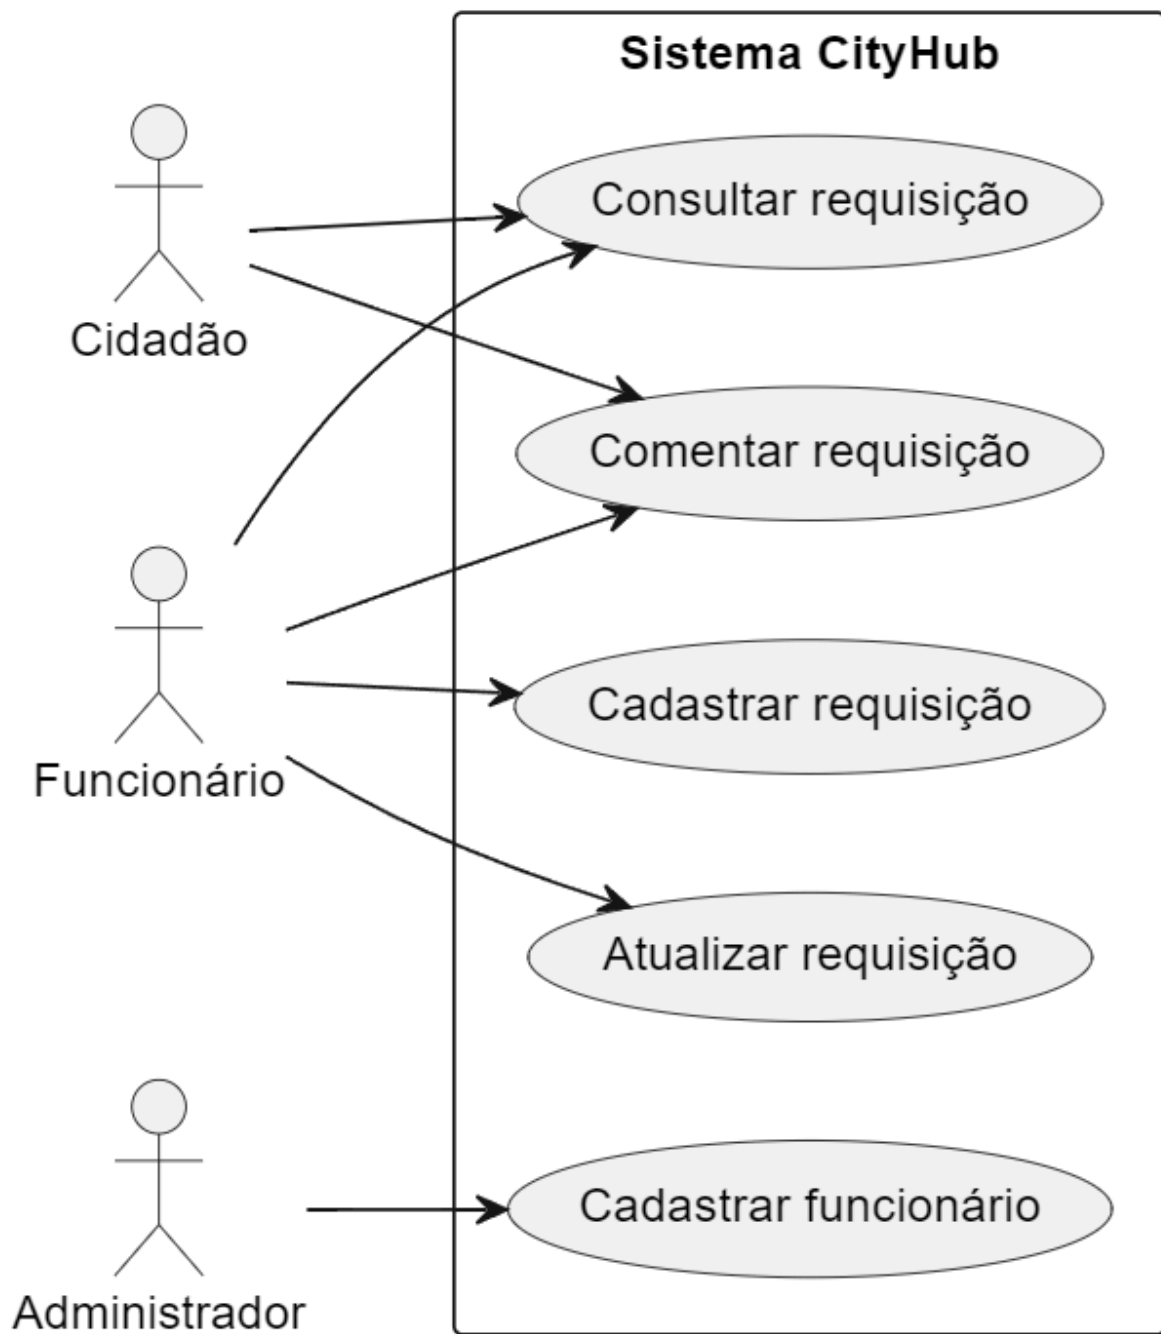 Sistema CityHub
Consultar requisição
Cidadão
Comentar requisição
Cadastrar requisição
Funcionário
Atualizar requisição
Cadastrar funcionário
Administrador